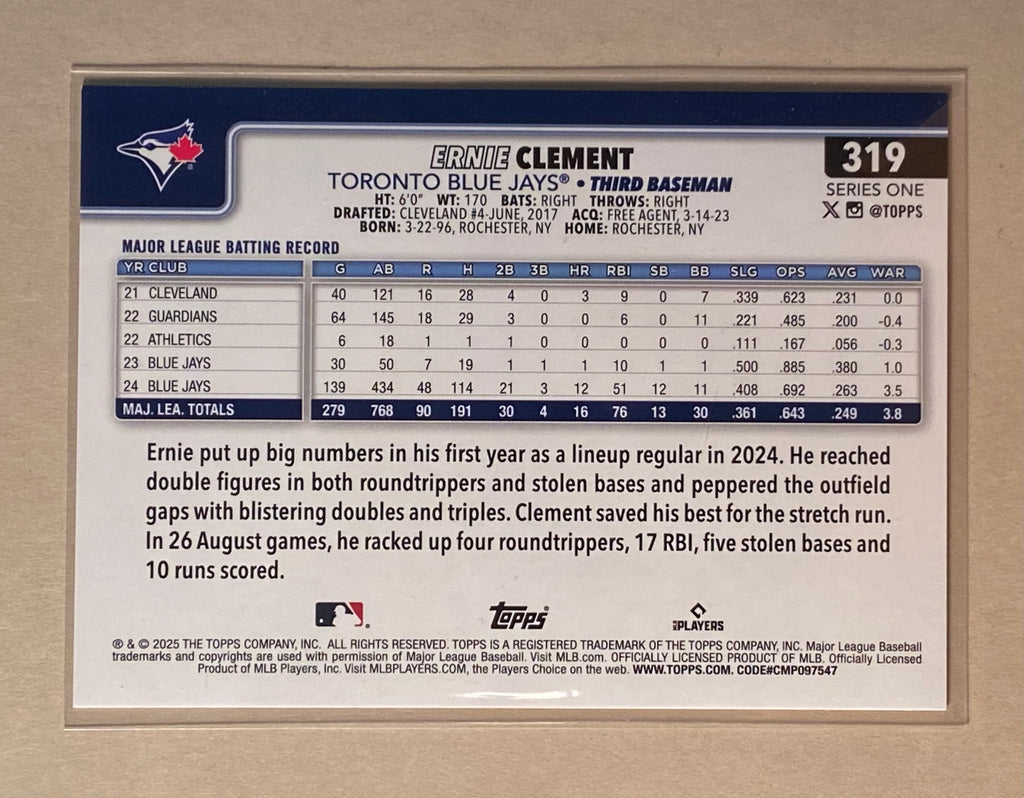 ERNIE CLEMENT
319
TORONTO BLUE JAYS® • THIRD BASEMAN
SERIES ONE
HT: 6'0" WT: 170 BATS: RIGHT THROWS: RIGHT
@TOPPS
DRAFTED: CLEVELAND #4-JUNE, 2017 ACQ: FREE AGENT, 3-14-23
BORN: 3-22-96, ROCHESTER, NY HOME: ROCHESTER, NY
MAJOR LEAGUE BATTING RECORD
YR CLUB G AB R H 2B 3B HR RBI SB BB SLG OPS AVG WAR
21 CLEVELAND 40 121 16 28 4 0 3 9 0 7 .339 .623 .231 0.0
22 GUARDIANS 64 145 18 29 3 0 0 6 0 11 .221 .485 .200 -0.4
22 ATHLETICS 6 18 1 1 1 0 0 0 0 0 .111 .167 .056 -0.3
23 BLUE JAYS 30 50 7 19 1 1 1 10 1 1 .500 .885 .380 1.0
24 BLUE JAYS 139 434 48 114 21 3 12 51 12 11 .408 .692 .263 3.5
MAJ. LEA. TOTALS 279 768 90 191 30 4 16 76 13 30 .361 .643 .249 3.8
Ernie put up big numbers in his first year as a lineup regular in 2024. He reached
double figures in both roundtrippers and stolen bases and peppered the outfield
gaps with blistering doubles and triples. Clement saved his best for the stretch run.
In 26 August games, he racked up four roundtrippers, 17 RBI, five stolen bases and
10 runs scored.
topps®
MLB PLAYERS
® & © 2025 THE TOPPS COMPANY, INC. ALL RIGHTS RESERVED. TOPPS IS A REGISTERED TRADEMARK OF THE TOPPS COMPANY, INC. Major League Baseball
trademarks and copyrights are used with permission of Major League Baseball. Visit MLB.com. OFFICIALLY LICENSED PRODUCT OF MLB. Officially Licensed
Product of MLB Players, Inc. Visit MLBPLAYERS.COM, the Players Choice on the web. WWW.TOPPS.COM. CODE#CMP097547